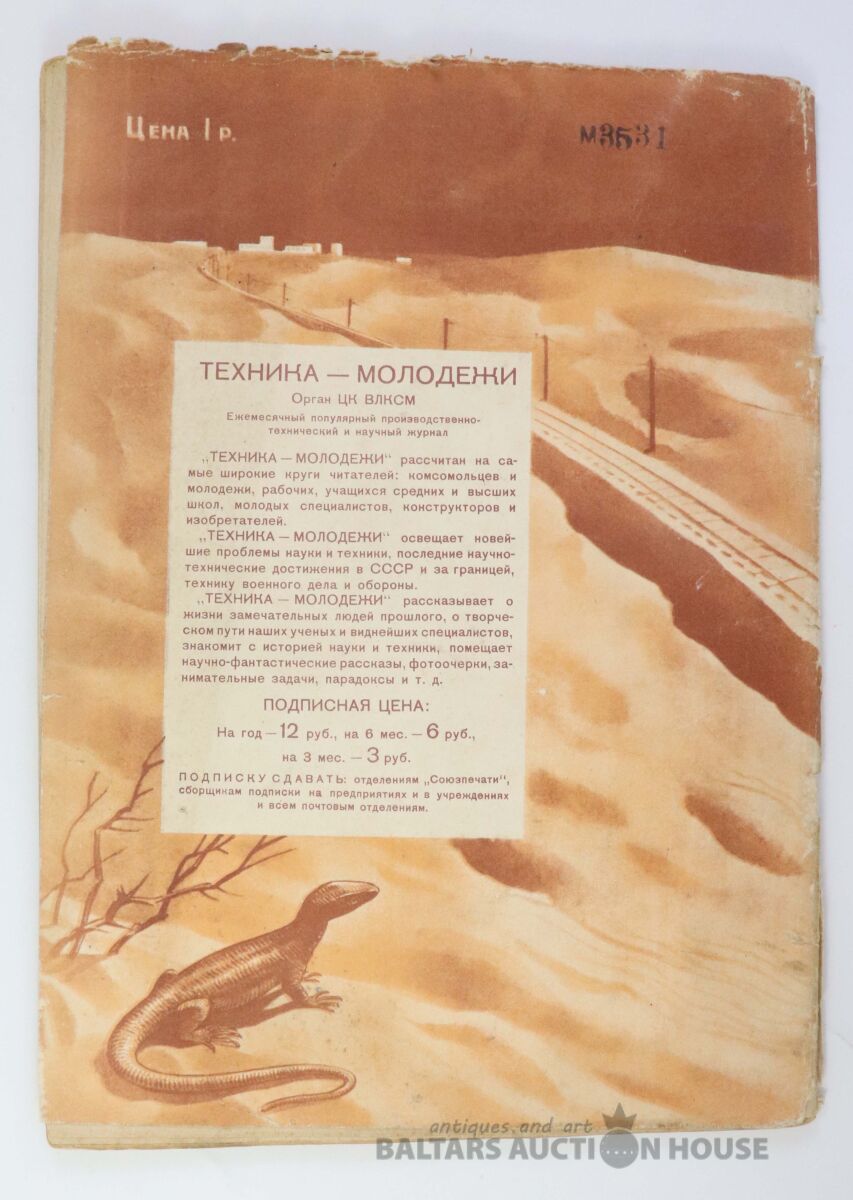 Цена 1 р.
М3531
ТЕХНИКА — МОЛОДЕЖИ
Орган ЦК ВЛКСМ
Ежемесячный популярный производственно-
технический и научный журнал
„ТЕХНИКА — МОЛОДЕЖИ“ рассчитан на са-
мые широкие круги читателей: комсомольцев и
молодежи, рабочих, учащихся средних и высших
школ, молодых специалистов, конструкторов и
изобретателей.
„ТЕХНИКА — МОЛОДЕЖИ“ освещает новей-
шие проблемы науки и техники, последние научно-
технические достижения в СССР и за границей,
технику военного дела и обороны.
„ТЕХНИКА — МОЛОДЕЖИ“ рассказывает о
жизни замечательных людей прошлого, о творче-
ском пути наших ученых и виднейших специалистов,
знакомит с историей науки и техники, помещает
научно-фантастические рассказы, фотоочерки, за-
нимательные задачи, парадоксы и т. д.
ПОДПИСНАЯ ЦЕНА:
На год — 12 руб., на 6 мес. — 6 руб.,
на 3 мес. — 3 руб.
ПОДПИСКУ СДАВАТЬ: отделениям „Союзпечати“,
сборщикам подписки на предприятиях и в учреждениях
и всем почтовым отделениям.
antiques and art
BALTARS AUCTION HOUSE